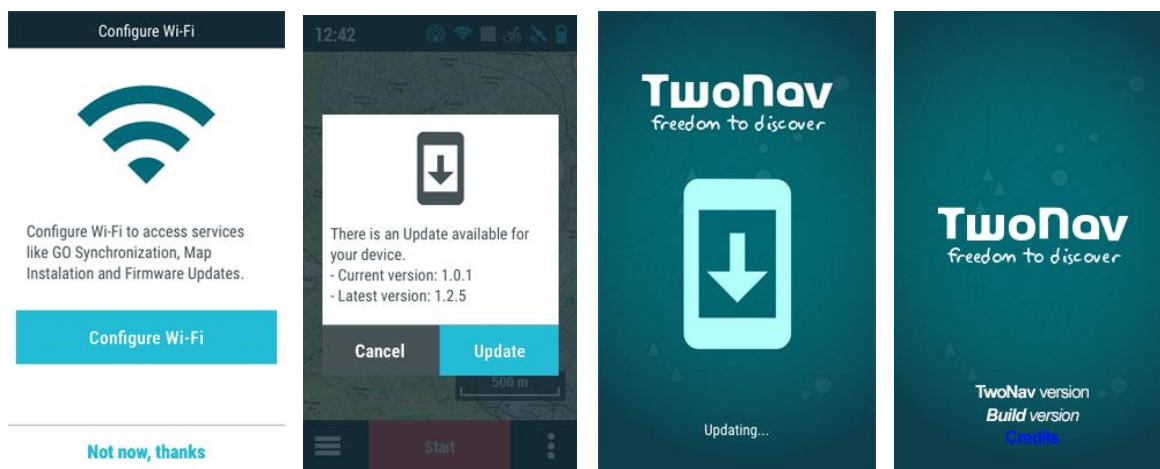 Configure Wi-Fi
Configure Wi-Fi to access services
like GO Synchronization, Map
Instalation and Firmware Updates.
Configure Wi-Fi
Not now, thanks
12:42
There is an Update available for
your device.
- Current version: 1.0.1
- Latest version: 1.2.5
Cancel
Update
500 m
Start
TwoNav
freedom to discover
Updating...
TwoNav
freedom to discover
TwoNav version
Build version
Credits